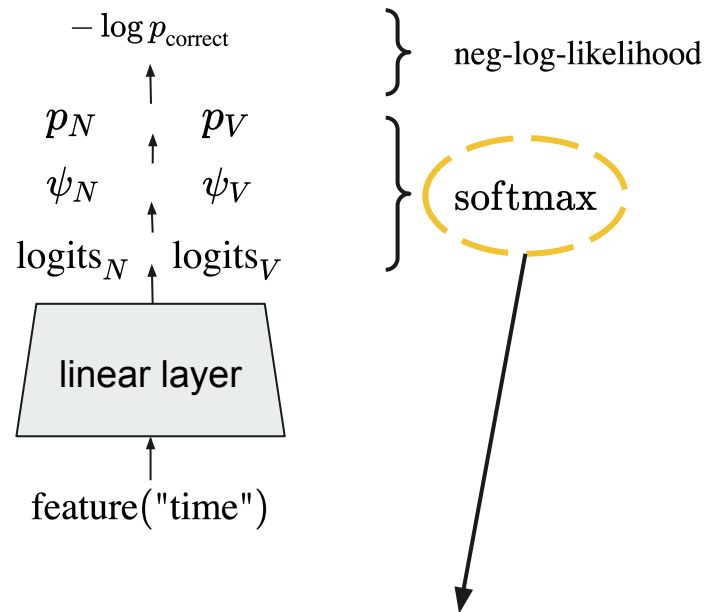 − log p_correct
neg-log-likelihood
p_N p_V
ψ_N ψ_V
softmax
logits_N logits_V
linear layer
feature("time")